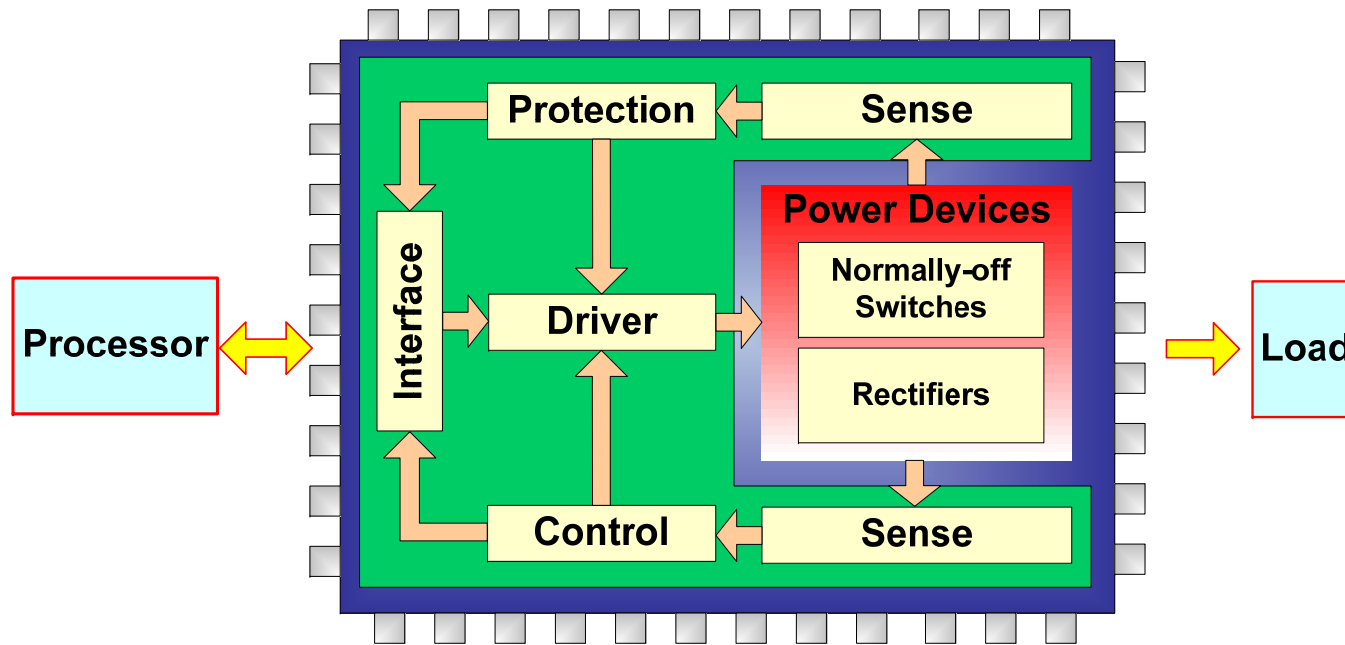 Protection
Sense
Power Devices
Normally-off
Switches
Interface
Driver
Processor
Load
Rectifiers
Control
Sense